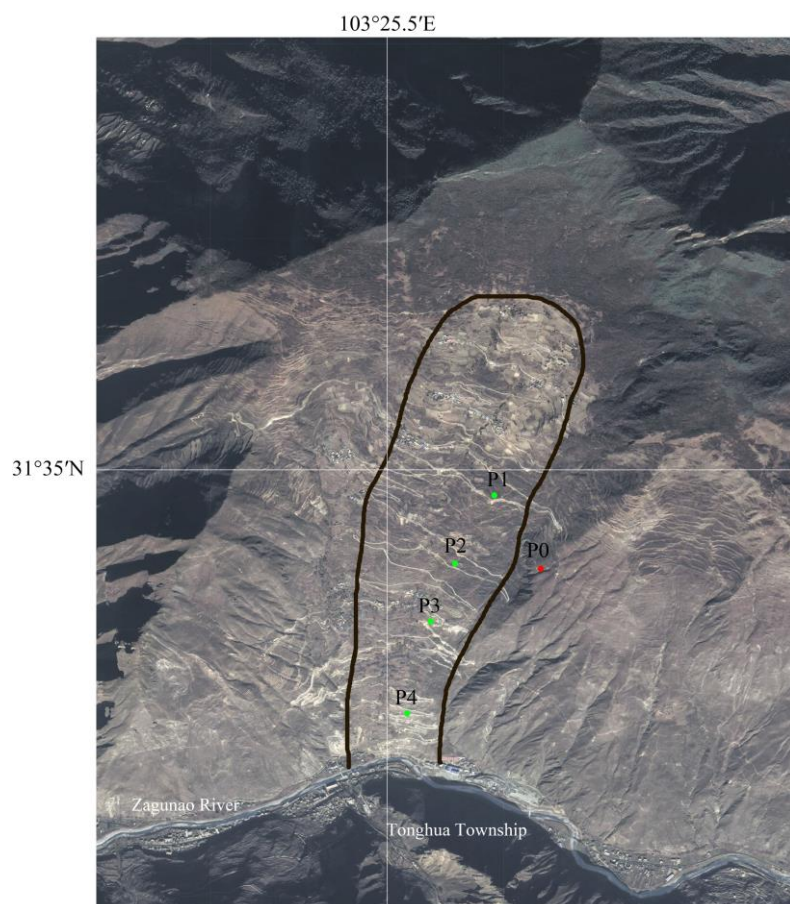 103°25.5′E
31°35′N
P1
P2
P0
P3
P4
Zagunao River
Tonghua Township